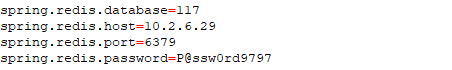 spring.redis.database=117
spring.redis.host=10.2.6.29
spring.redis.port=6379
spring.redis.password=P@ssw0rd9797